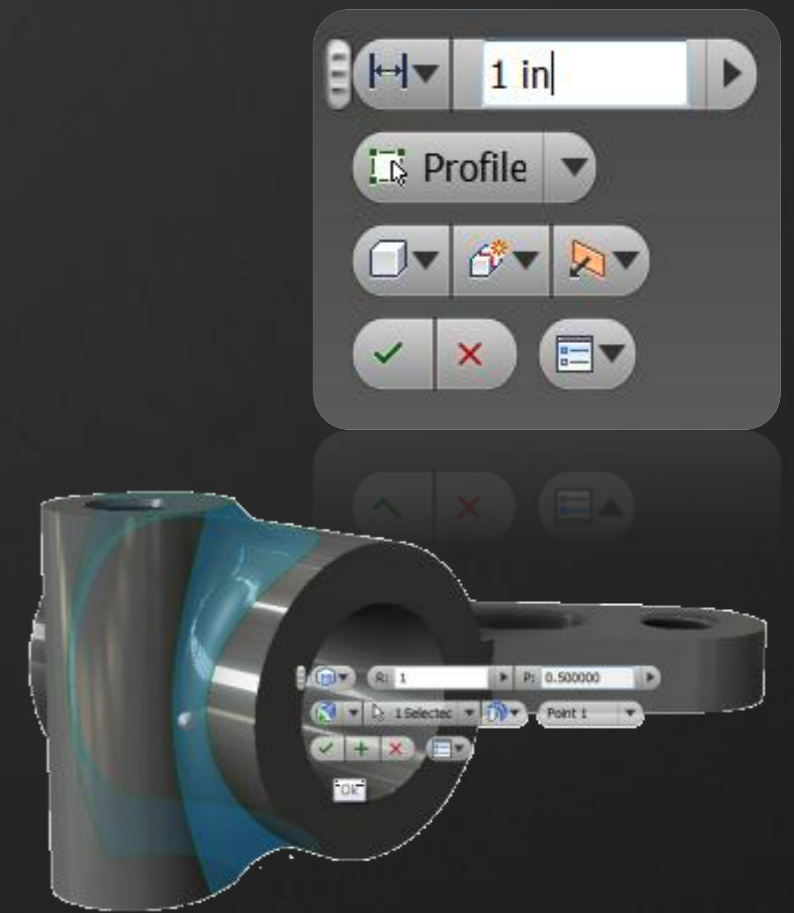 1 in
Profile
R: 1 P: 0.500000
1 Selectec Point 1
OK